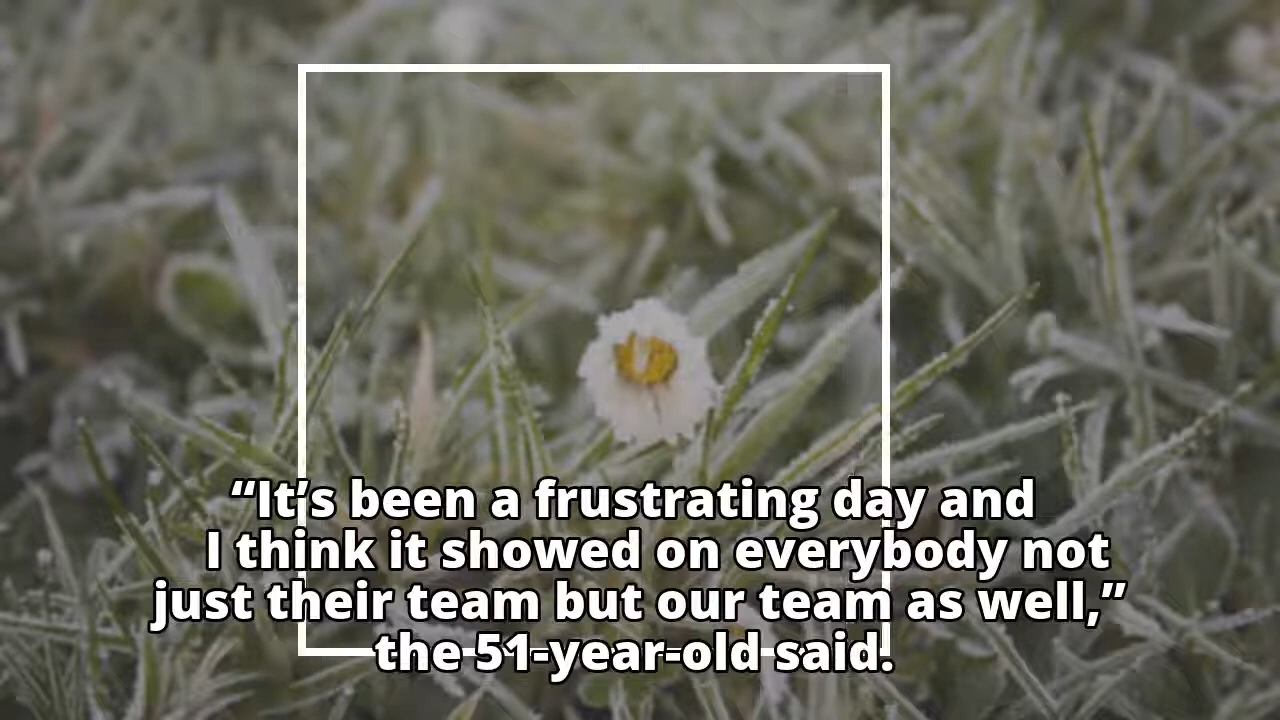 “It’s been a frustrating day and
I think it showed on everybody not
just their team but our team as well,”
the 51-year-old said.